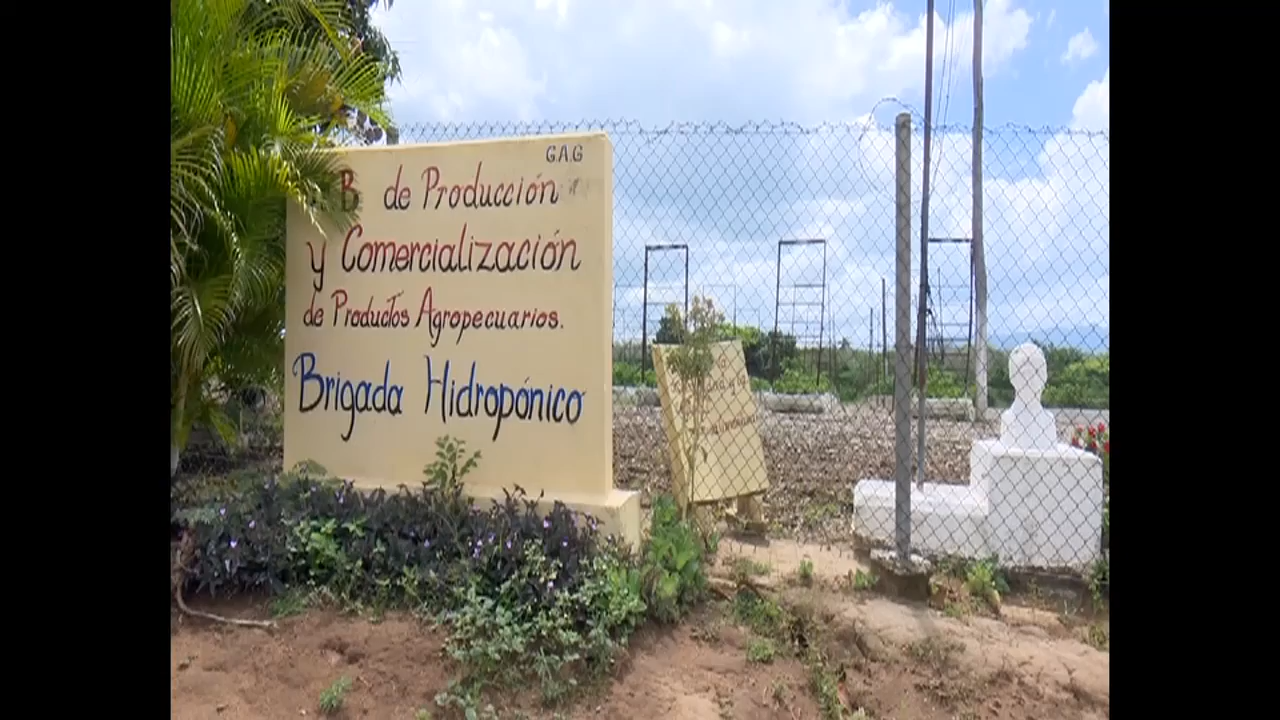 G.A.G
B de Producción
y Comercialización
de Productos Agropecuarios.
Brigada Hidropónico